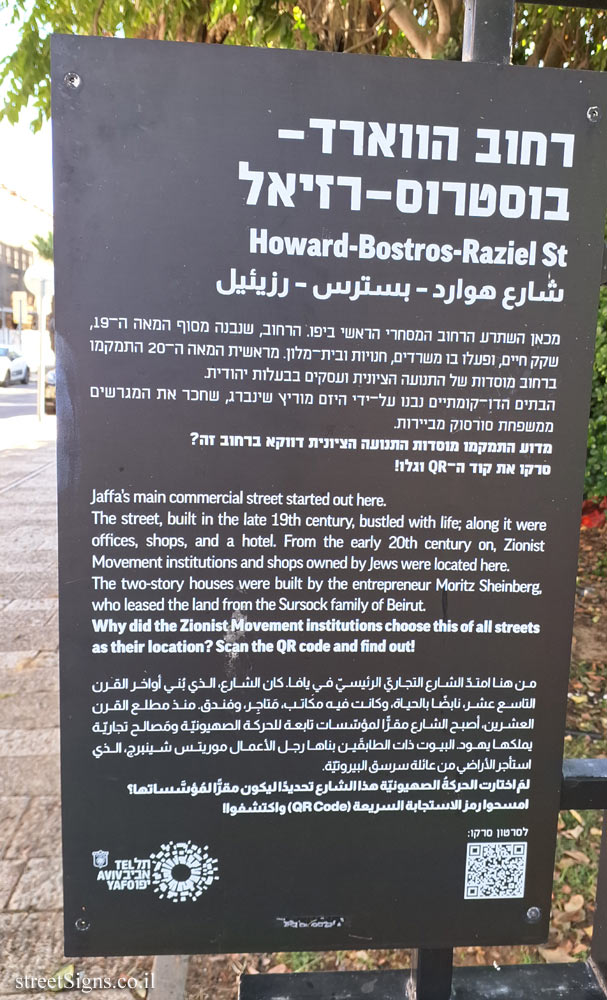 רחוב הווארד-
בוסטרוס-רזיאל
Howard-Bostros-Raziel St
شارع هوارد - بسترس - رزيئيل
מכאן השתרע הרחוב המסחרי הראשי ביפו. הרחוב, שנבנה מסוף המאה ה-19,
שקק חיים, ופעלו בו משרדים, חנויות ובית-מלון. מראשית המאה ה-20 התמקמו
ברחוב מוסדות של התנועה הציונית ועסקים בבעלות יהודית.
הבתים הדו-קומתיים נבנו על-ידי היזם מוריץ שינברג, שחכר את המגרשים
ממשפחת סורסוק מביירות.
מדוע התמקמו מוסדות התנועה הציונית דווקא ברחוב זה?
סרקו את קוד ה-QR וגלו!
Jaffa's main commercial street started out here.
The street, built in the late 19th century, bustled with life; along it were
offices, shops, and a hotel. From the early 20th century on, Zionist
Movement institutions and shops owned by Jews were located here.
The two-story houses were built by the entrepreneur Moritz Sheinberg,
who leased the land from the Sursock family of Beirut.
Why did the Zionist Movement institutions choose this of all streets
as their location? Scan the QR code and find out!
من هنا امتدّ الشارع التجاريّ الرئيسيّ في يافا. كان الشارع، الذي بُني أواخر القرن
التاسع عشر، نابضًا بالحياة، وكانت فيه مكاتب، مَتاجِر، وفندق. منذ مطلع القرن
العشرين، أصبح الشارع مقرًّا لمؤسّسات تابعة للحركة الصهيونيّة ومَصالح تجاريّة
يملكها يهود. البيوت ذات الطابقَين بناها رجل الأعمال موريتس شينبرج، الذي
استأجر الأراضي من عائلة سرسق البيروتيّة.
لمَ اختارت الحركةُ الصهيونيّة هذا الشارع تحديدًا ليكون مقرًّا لمُؤسَّساتها؟
امسحوا رمز الاستجابة السريعة (QR Code) واكتشفوا!
לסרטון סרקו:
תל
TEL
אביב
AVIV
יפו
YAFO
streetSigns.co.il